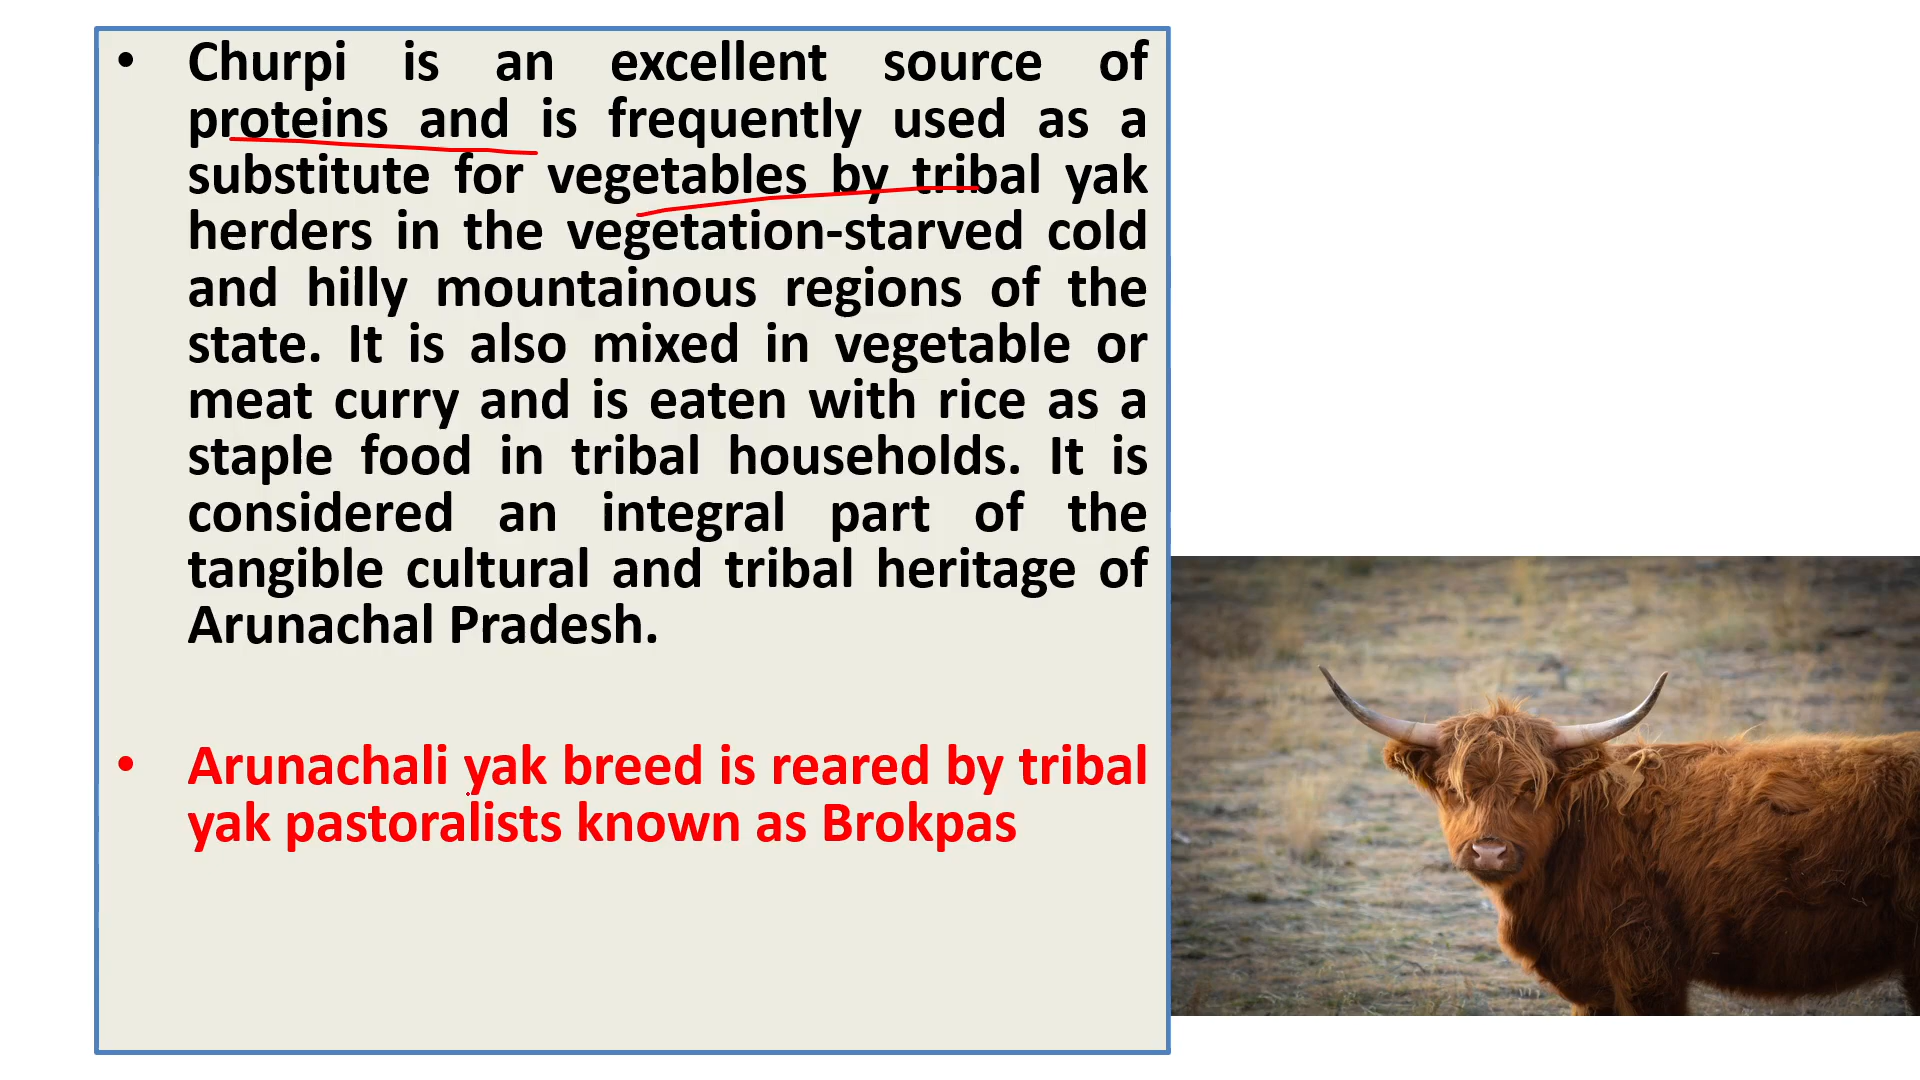 • Churpi is an excellent source of
proteins and is frequently used as a
substitute for vegetables by tribal yak
herders in the vegetation-starved cold
and hilly mountainous regions of the
state. It is also mixed in vegetable or
meat curry and is eaten with rice as a
staple food in tribal households. It is
considered an integral part of the
tangible cultural and tribal heritage of
Arunachal Pradesh.
• Arunachali yak breed is reared by tribal
yak pastoralists known as Brokpas